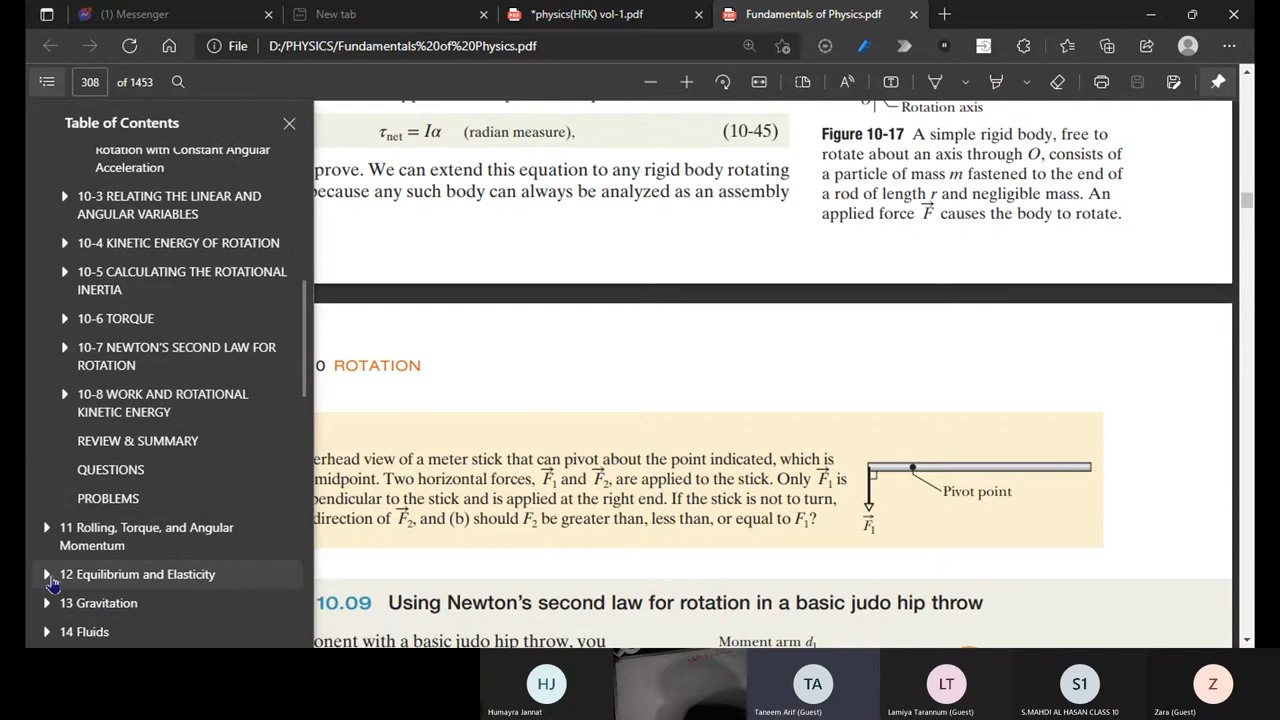 (1) Messenger
New tab
*physics(HRK) vol-1.pdf
Fundamentals of Physics.pdf
File
D:/PHYSICS/Fundamentals%20of%20Physics.pdf
308
of 1453
Table of Contents
Rotation with Constant Angular
Acceleration
10-3 RELATING THE LINEAR AND
ANGULAR VARIABLES
10-4 KINETIC ENERGY OF ROTATION
10-5 CALCULATING THE ROTATIONAL
INERTIA
10-6 TORQUE
10-7 NEWTON'S SECOND LAW FOR
ROTATION
10-8 WORK AND ROTATIONAL
KINETIC ENERGY
REVIEW & SUMMARY
QUESTIONS
PROBLEMS
11 Rolling, Torque, and Angular
Momentum
12 Equilibrium and Elasticity
13 Gravitation
14 Fluids
τnet = Iα (radian measure), (10-45)
prove. We can extend this equation to any rigid body rotating
because any such body can always be analyzed as an assembly
O
Rotation axis
Figure 10-17 A simple rigid body, free to
rotate about an axis through O, consists of
a particle of mass m fastened to the end of
a rod of length r and negligible mass. An
applied force F⃗ causes the body to rotate.
0 ROTATION
erhead view of a meter stick that can pivot about the point indicated, which is
midpoint. Two horizontal forces, F⃗1 and F⃗2, are applied to the stick. Only F⃗1 is
pendicular to the stick and is applied at the right end. If the stick is not to turn,
direction of F⃗2, and (b) should F2 be greater than, less than, or equal to F1?
Pivot point
F⃗1
10.09 Using Newton's second law for rotation in a basic judo hip throw
onent with a basic judo hip throw, you
Moment arm d1
HJ
Humayra Jannat
TA
Taneem Arif (Guest)
LT
Lamiya Tarannum (Guest)
S1
S.MAHDI AL HASAN CLASS 10
Z
Zara (Guest)